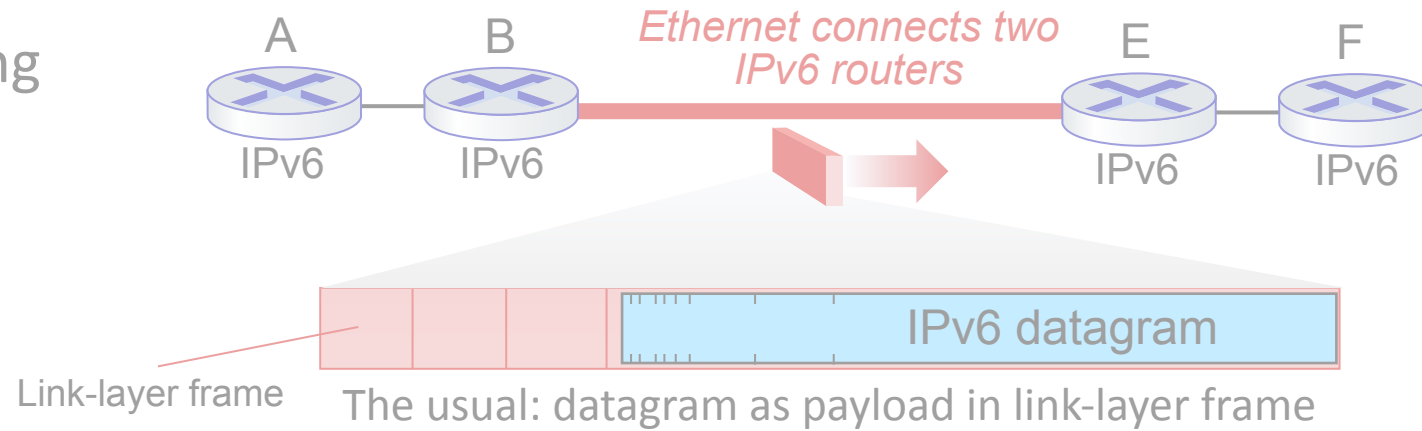 ng
A
B
Ethernet connects two
IPv6 routers
E
F
IPv6
IPv6
IPv6
IPv6
IPv6 datagram
Link-layer frame
The usual: datagram as payload in link-layer frame